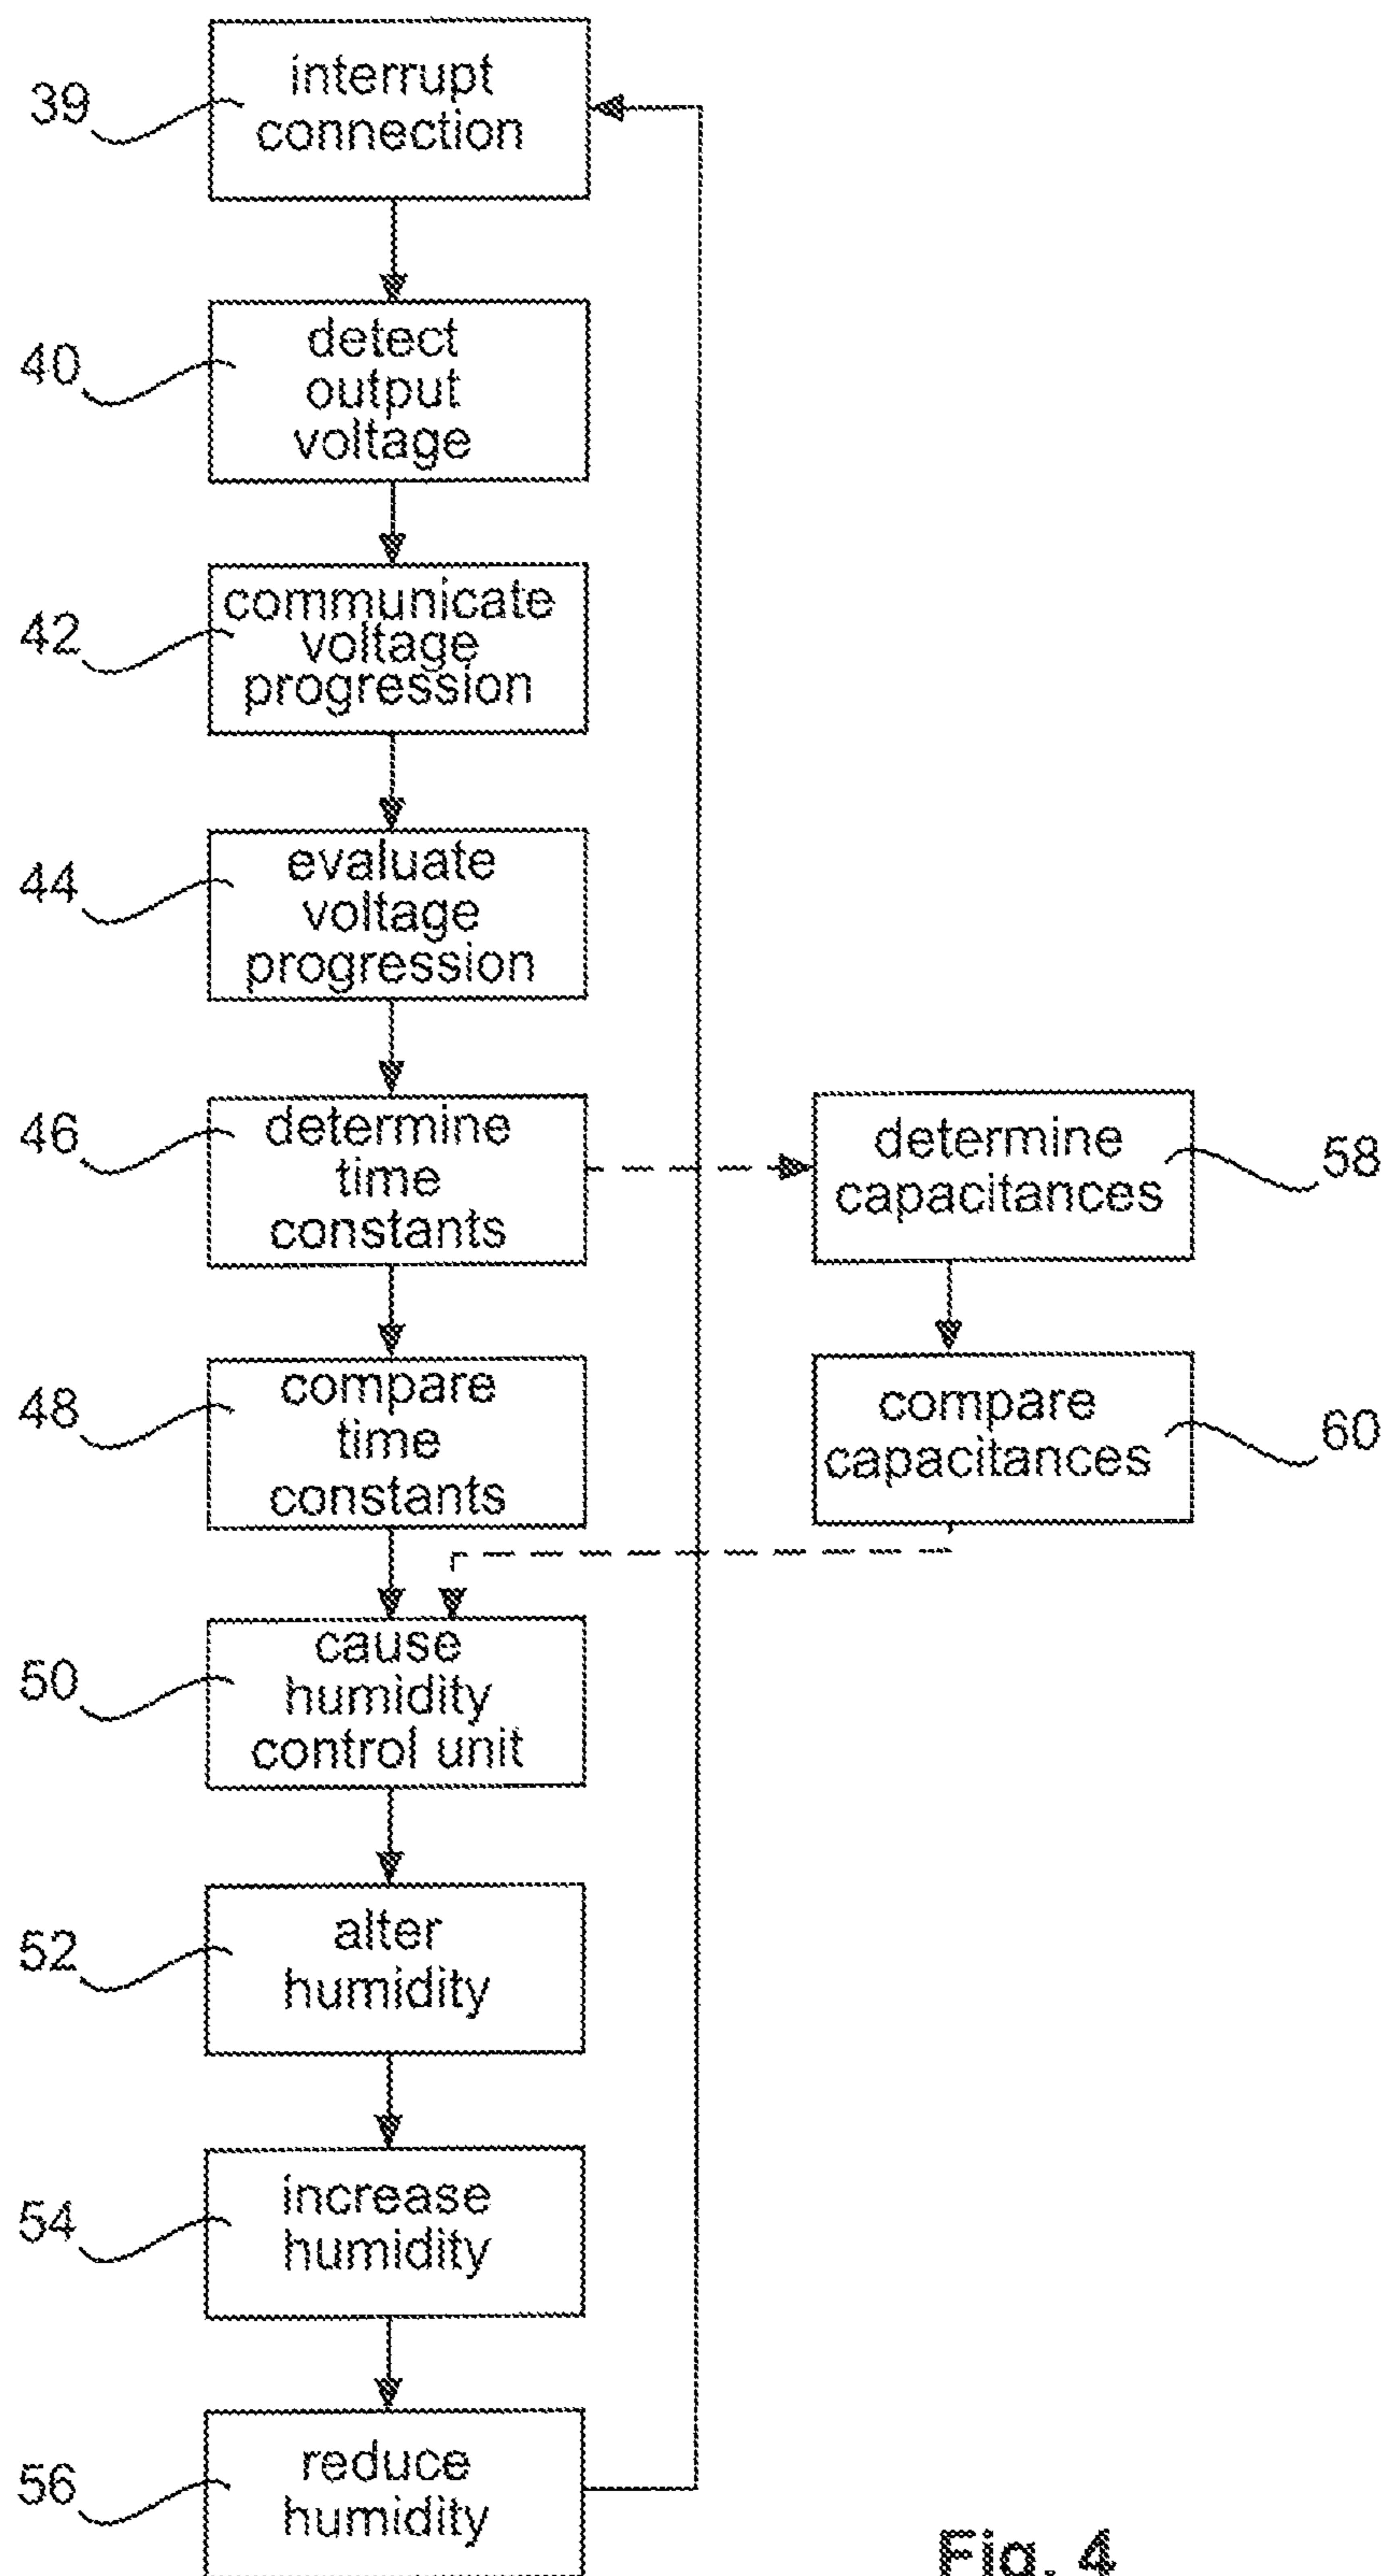 39
interrupt
connection
40
detect
output
voltage
42
communicate
voltage
progression
44
evaluate
voltage
progression
46
determine
time
constants
determine
capacitances
58
48
compare
time
constants
compare
capacitances
60
50
cause
humidity
control unit
52
alter
humidity
54
increase
humidity
56
reduce
humidity
Fig. 4